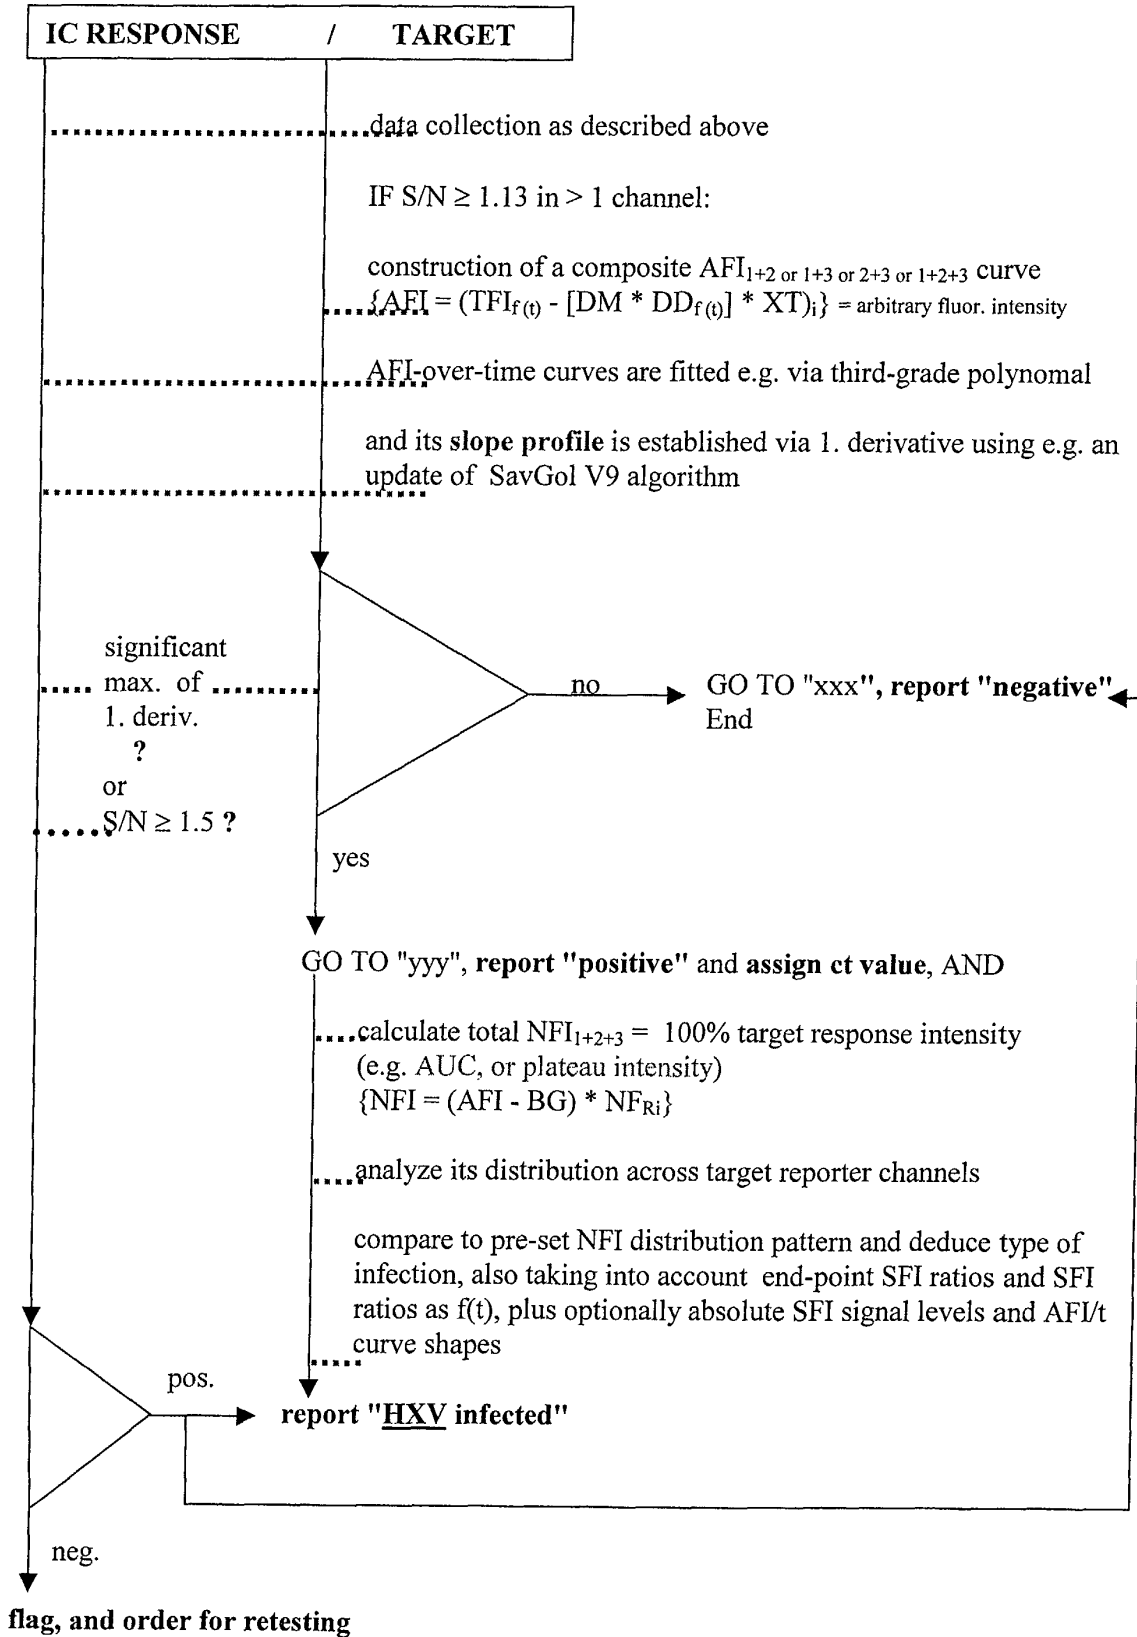 IC RESPONSE / TARGET
data collection as described above
IF S/N ≥ 1.13 in > 1 channel:
construction of a composite AFI1+2 or 1+3 or 2+3 or 1+2+3 curve
{AFI = (TFIf (t) - [DM * DDf (t)] * XT)i} = arbitrary fluor. intensity
AFI-over-time curves are fitted e.g. via third-grade polynomal
and its slope profile is established via 1. derivative using e.g. an
update of SavGol V9 algorithm
significant
max. of
1. deriv.
?
or
S/N ≥ 1.5 ?
no
GO TO "xxx", report "negative"
End
yes
GO TO "yyy", report "positive" and assign ct value, AND
calculate total NFI1+2+3 = 100% target response intensity
(e.g. AUC, or plateau intensity)
{NFI = (AFI - BG) * NFRi}
analyze its distribution across target reporter channels
compare to pre-set NFI distribution pattern and deduce type of
infection, also taking into account end-point SFI ratios and SFI
ratios as f(t), plus optionally absolute SFI signal levels and AFI/t
curve shapes
pos.
report "HXV infected"
neg.
flag, and order for retesting